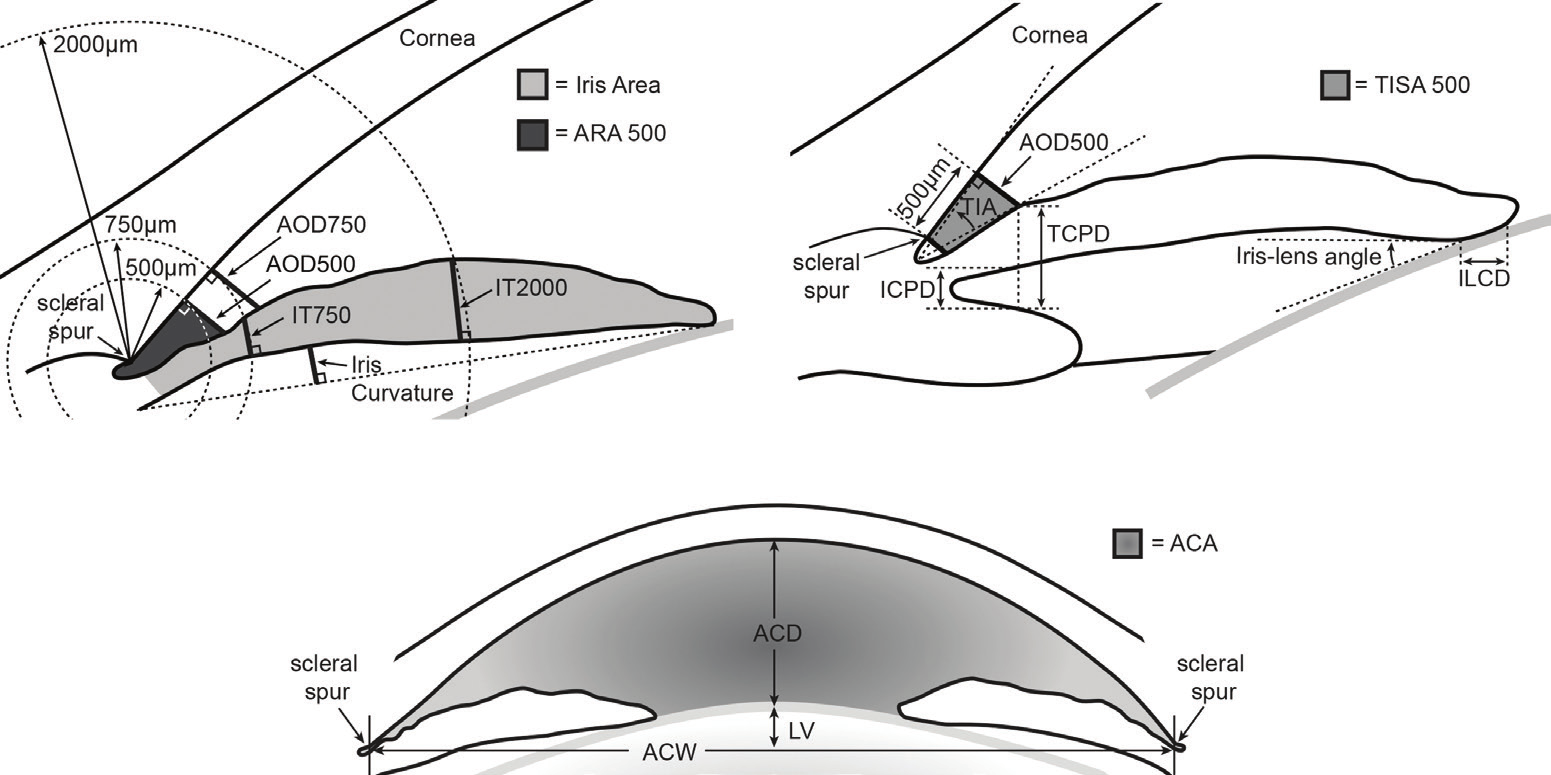 2000µm
Cornea
= Iris Area
= ARA 500
750µm
AOD750
500µm
AOD500
scleral
spur
IT750
IT2000
Iris
Curvature
Cornea
= TISA 500
AOD500
500µm
TIA
TCPD
scleral
spur
ICPD
Iris-lens angle
ILCD
= ACA
ACD
scleral
spur
scleral
spur
LV
ACW